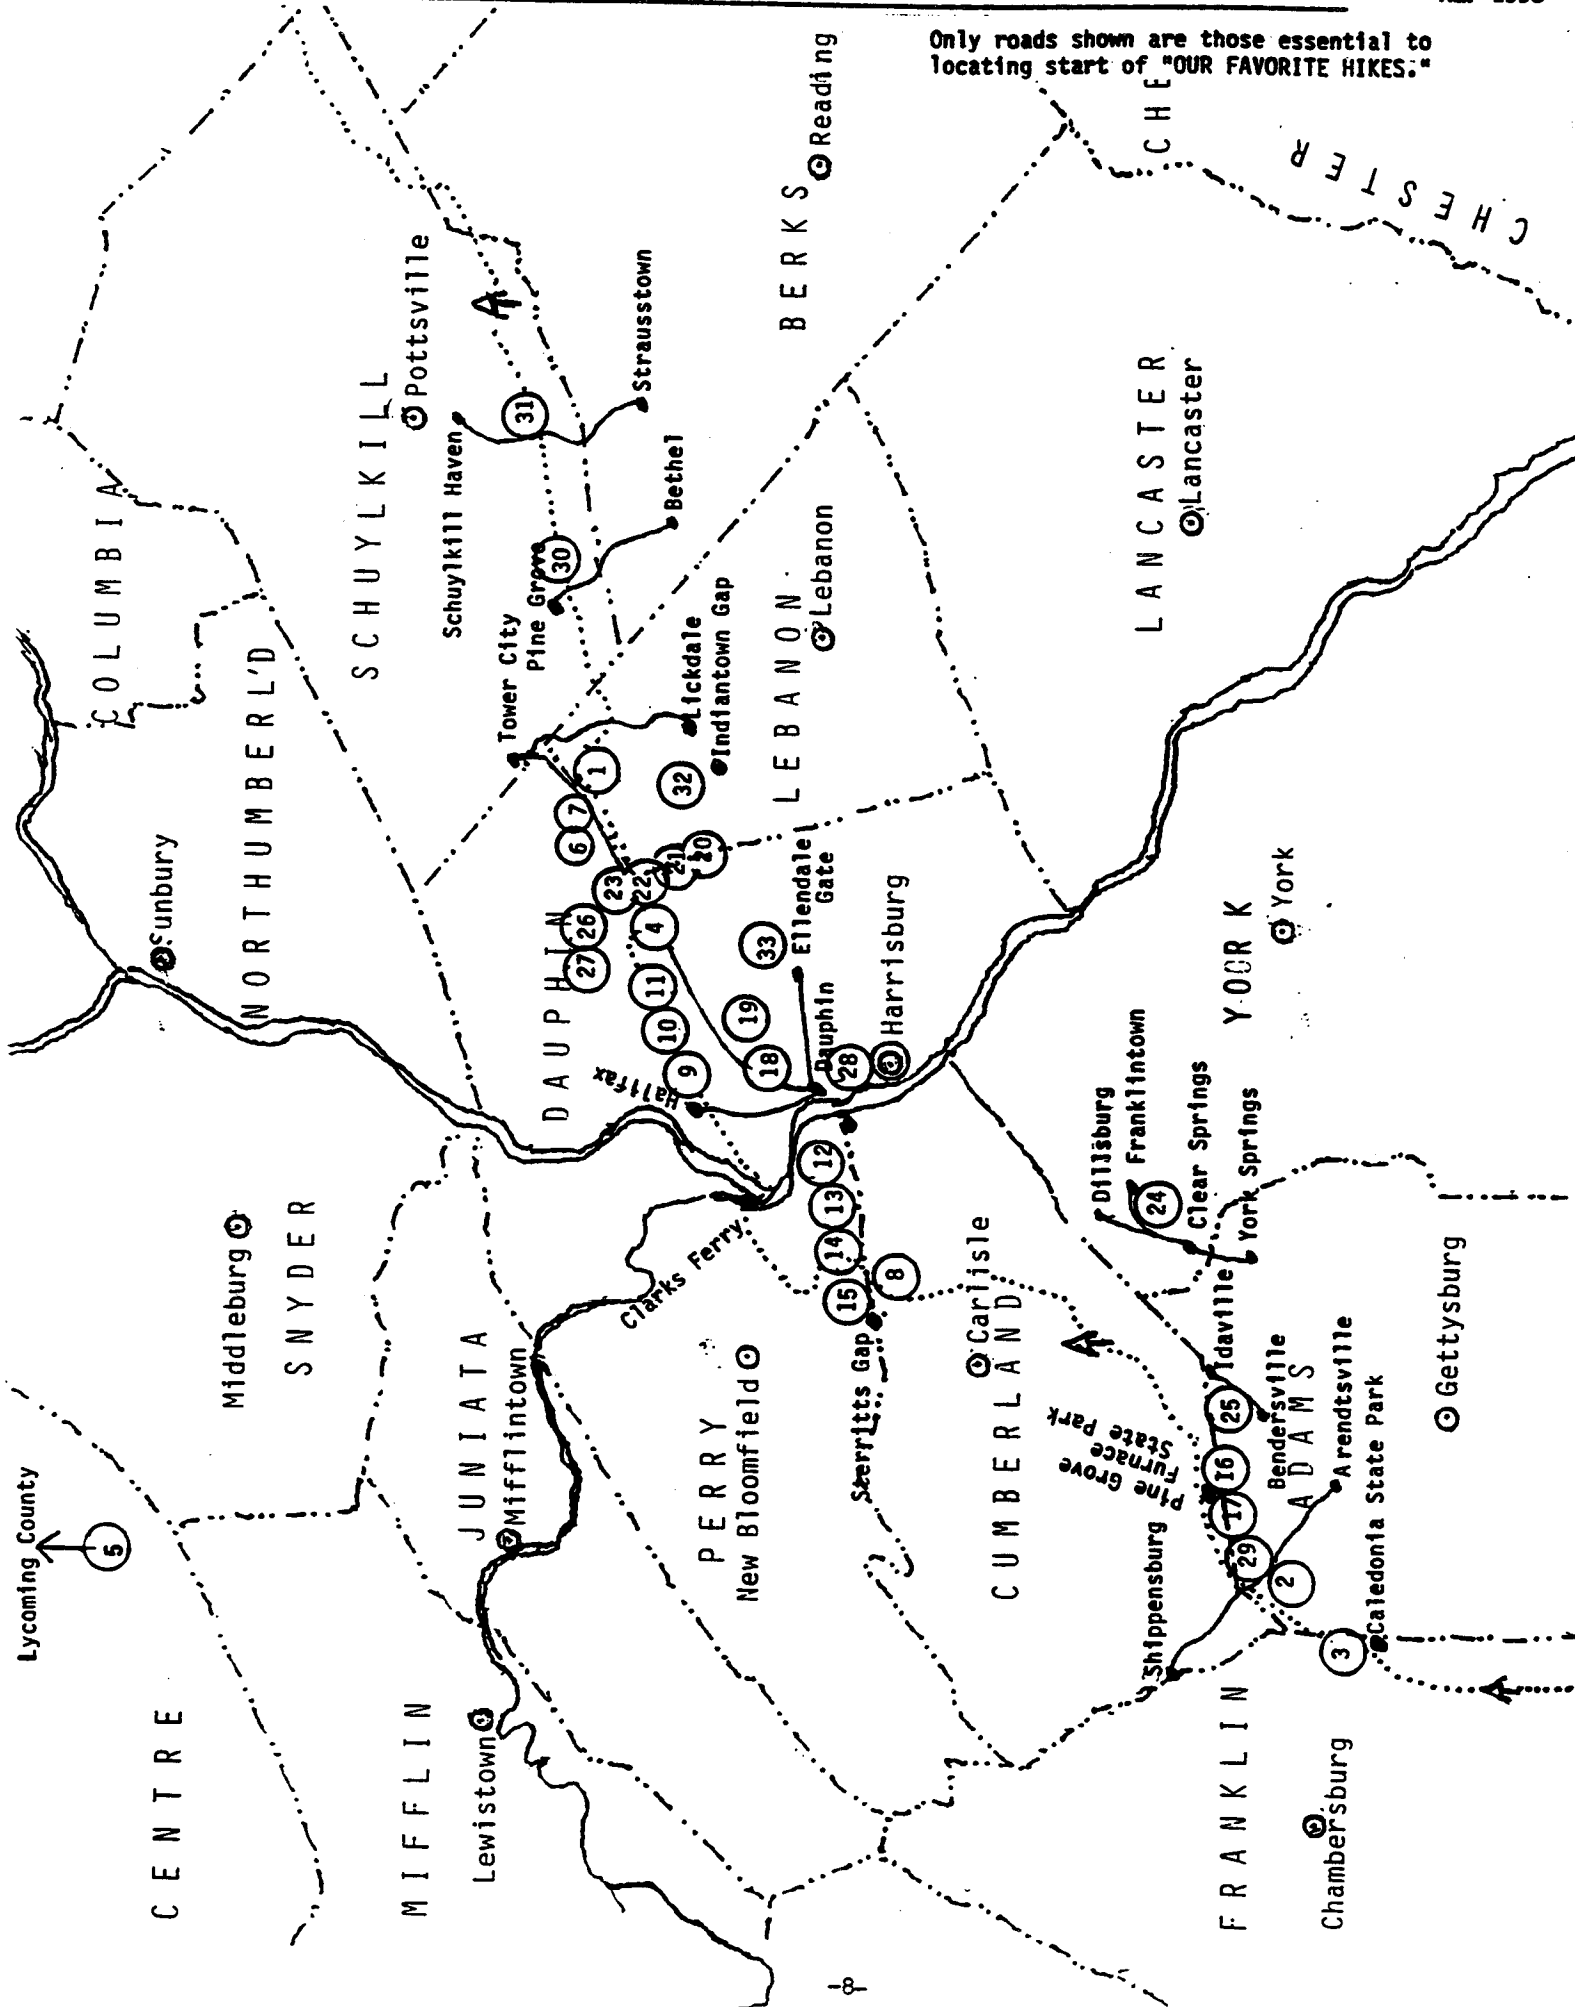 Only roads shown are those essential to
locating start of "OUR FAVORITE HIKES."
Lycoming County
5
CENTRE
MIFFLIN
Lewistown
Middleburg
SNYDER
JUNIATA
Mifflintown
PERRY
New Bloomfield
Clarks Ferry
Sunbury
NORTHUMBERL'D
COLUMBIA
SCHUYLKILL
Pottsville
Schuylkill Haven
31
Strausstown
Tower City
Pine Grove
30
Bethel
Lickdale
Indiantown Gap
BERKS
Reading
LEBANON
Lebanon
DAUPHIN
Halifax
1
7
6
32
23
22
21
20
26
27
4
11
10
9
33
19
18
Ellendale
Gate
Dauphin
28
Harrisburg
12
13
14
15
8
Sterritts Gap
Carlisle
CUMBERLAND
Shippensburg
Pine Grove
Furnace
State Park
Idaville
25
16
17
29
2
3
Bendersville
ADAMS
Arendtsville
Caledonia State Park
Gettysburg
Dillsburg
Franklintown
24
Clear Springs
York Springs
York
LANCASTER
Lancaster
CHE
CHESTER
FRANKLIN
Chambersburg
-8-